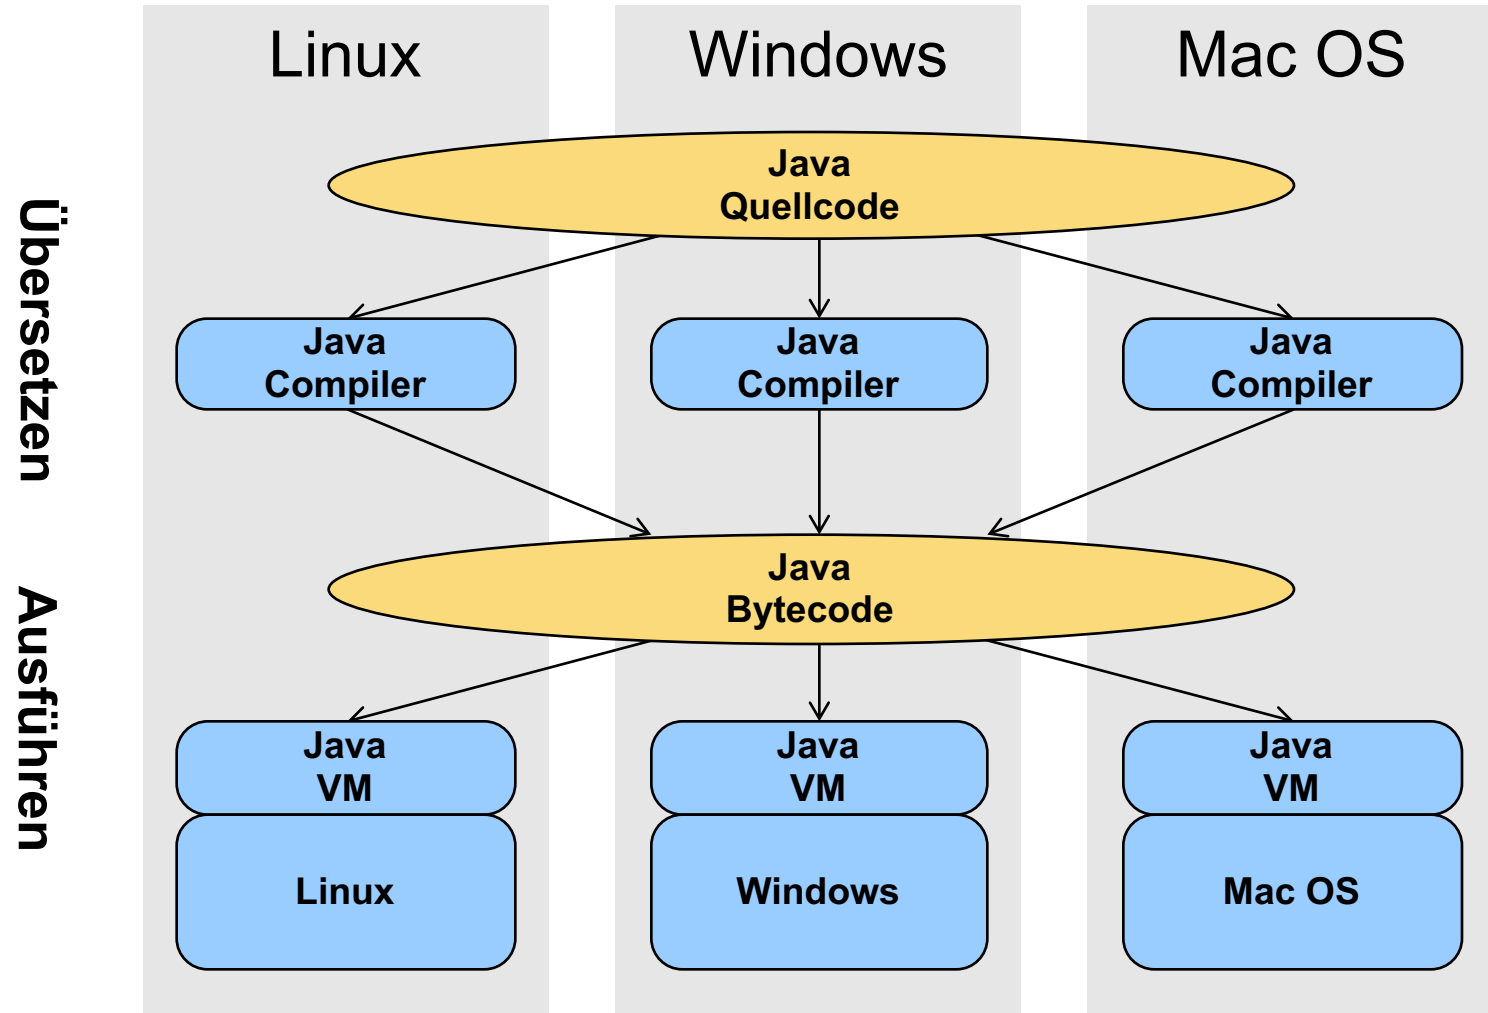 Linux
Windows
Mac OS
Übersetzen
Java
Quellcode
Java
Compiler
Java
Compiler
Java
Compiler
Ausführen
Java
Bytecode
Java
VM
Java
VM
Java
VM
Linux
Windows
Mac OS